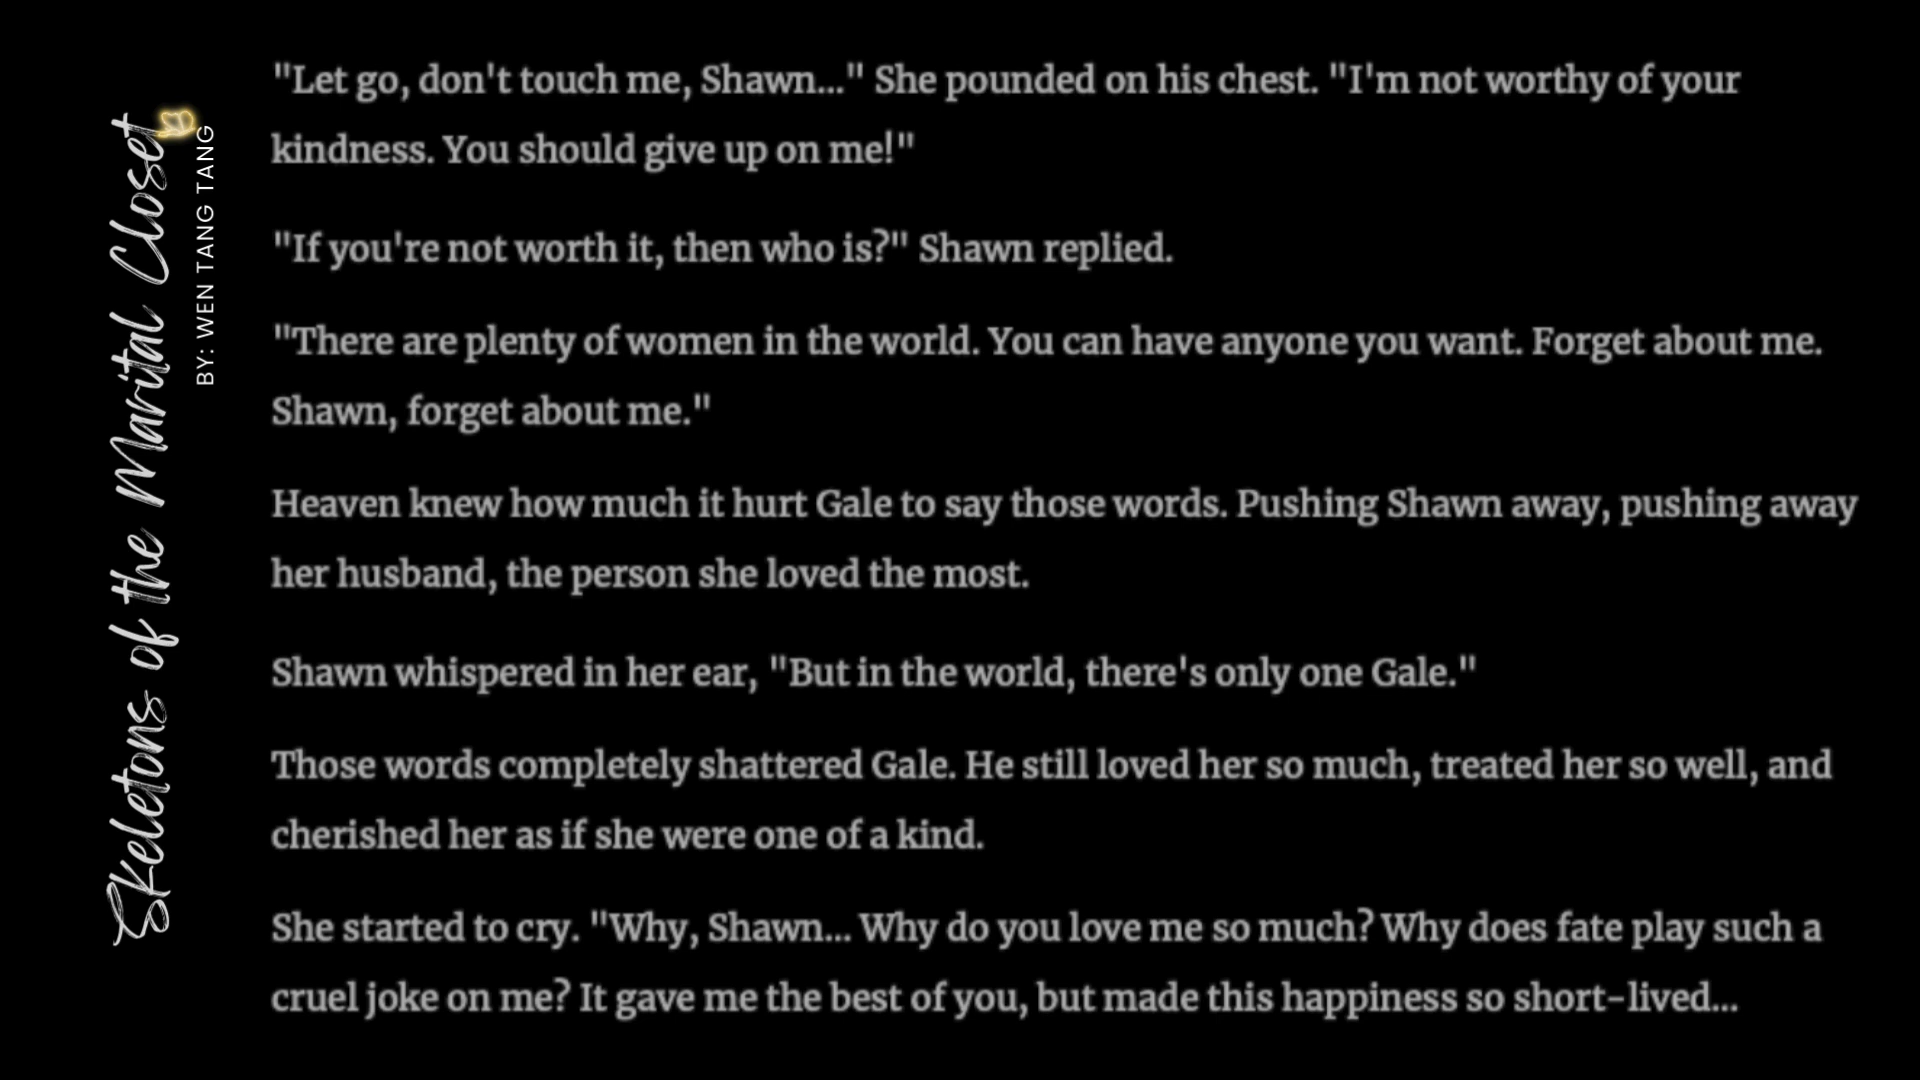 Skeletons of the Marital Closet
BY: WEN TANG TANG
"Let go, don't touch me, Shawn..." She pounded on his chest. "I'm not worthy of your
kindness. You should give up on me!"
"If you're not worth it, then who is?" Shawn replied.
"There are plenty of women in the world. You can have anyone you want. Forget about me.
Shawn, forget about me."
Heaven knew how much it hurt Gale to say those words. Pushing Shawn away, pushing away
her husband, the person she loved the most.
Shawn whispered in her ear, "But in the world, there's only one Gale."
Those words completely shattered Gale. He still loved her so much, treated her so well, and
cherished her as if she were one of a kind.
She started to cry. "Why, Shawn... Why do you love me so much? Why does fate play such a
cruel joke on me? It gave me the best of you, but made this happiness so short-lived...